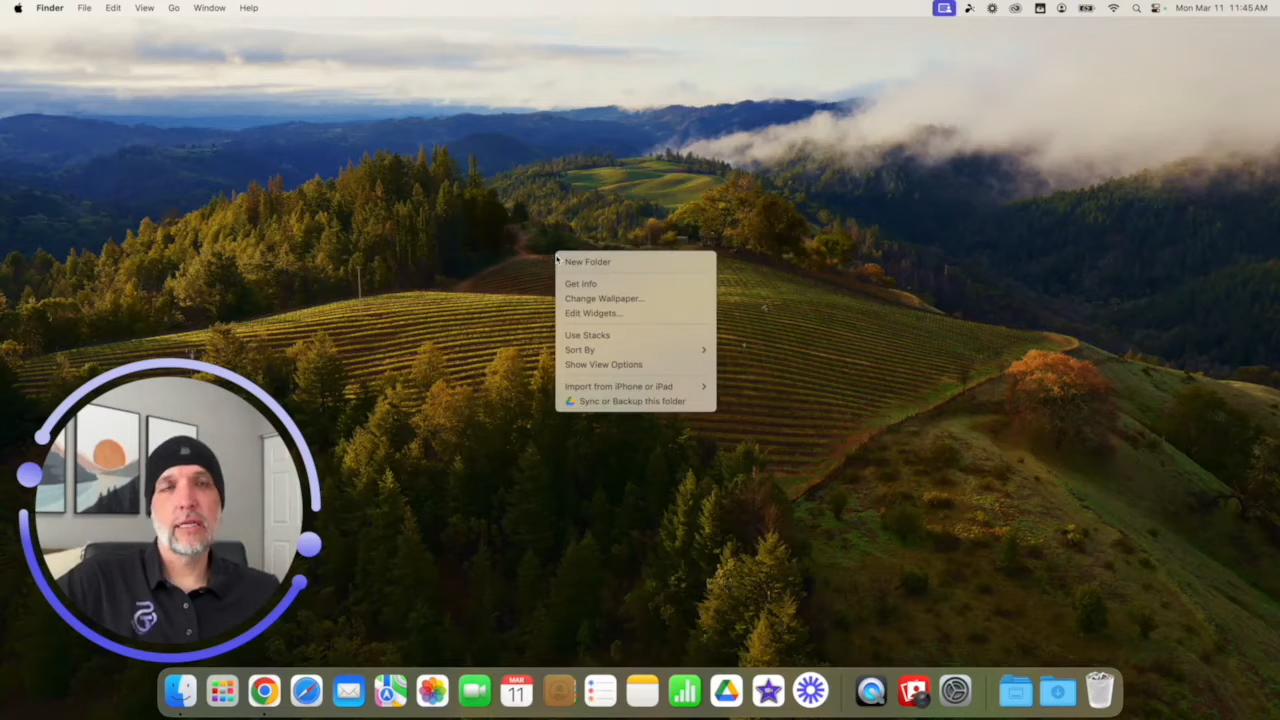 Finder File Edit View Go Window Help Mon Mar 11 11:45 AM
New Folder
Get Info
Change Wallpaper...
Edit Widgets...
Use Stacks
Sort By
Show View Options
Import from iPhone or iPad
Sync or Backup this folder
MAR
11